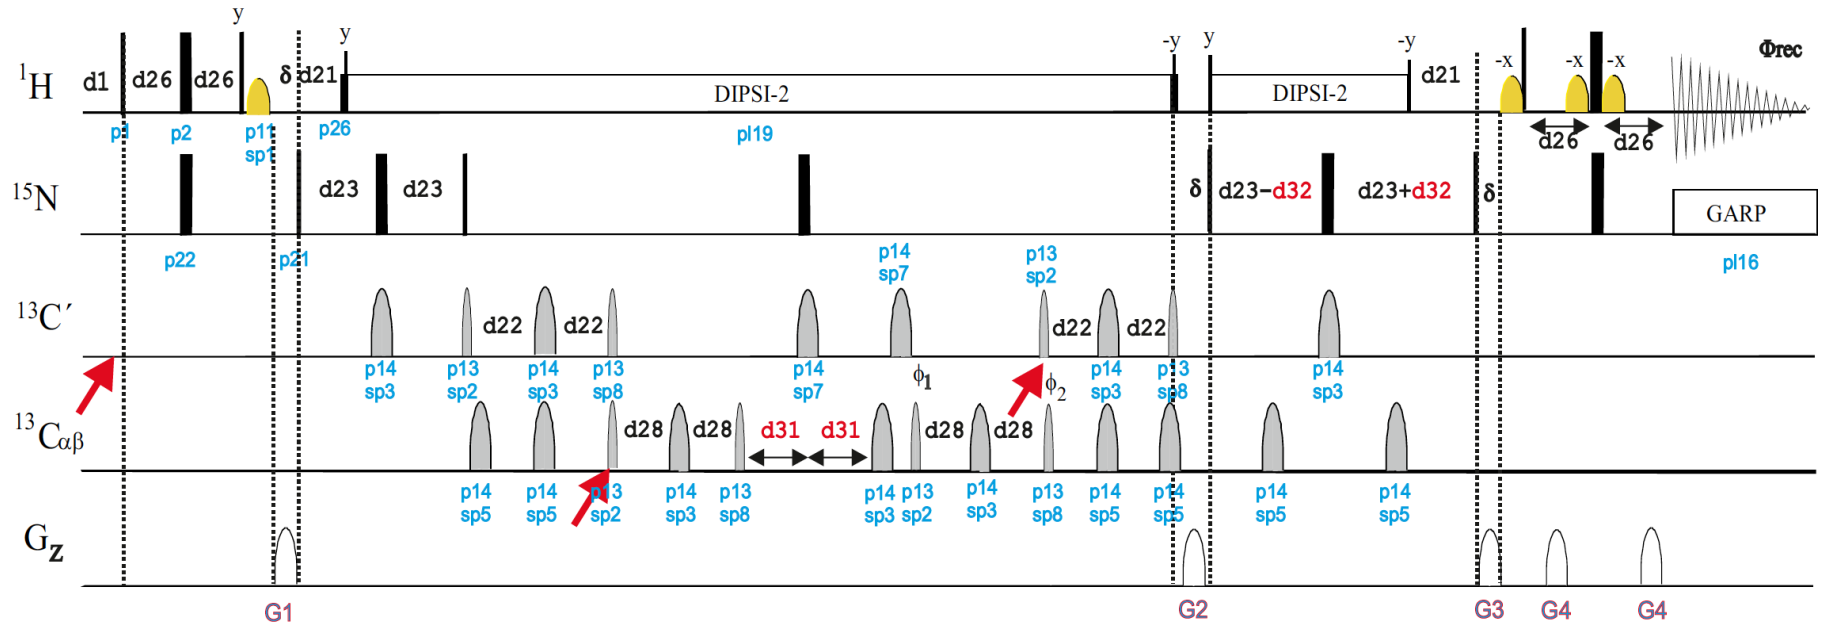 y
y
-y
y
-y
-x
-x
-x
Φrec
¹H
d1
d26
d26
δ
d21
DIPSI-2
DIPSI-2
d21
d26
d26
p1
p2
p11
sp1
p26
pl19
¹⁵N
d23
d23
δ
d23-d32
d23+d32
δ
GARP
p22
p21
pl16
p14
sp7
p13
sp2
¹³C´
d22
d22
d22
d22
p14
sp3
p13
sp2
p14
sp3
p13
sp8
p14
sp7
ϕ1
ϕ2
p14
sp3
p13
sp8
p14
sp3
¹³Cαβ
d28
d28
d31
d31
d28
d28
p14
sp5
p14
sp5
p13
sp2
p14
sp3
p13
sp8
p14
sp3
p13
sp2
p14
sp3
p13
sp8
p14
sp5
p14
sp5
p14
sp5
p14
sp5
Gz
G1
G2
G3
G4
G4